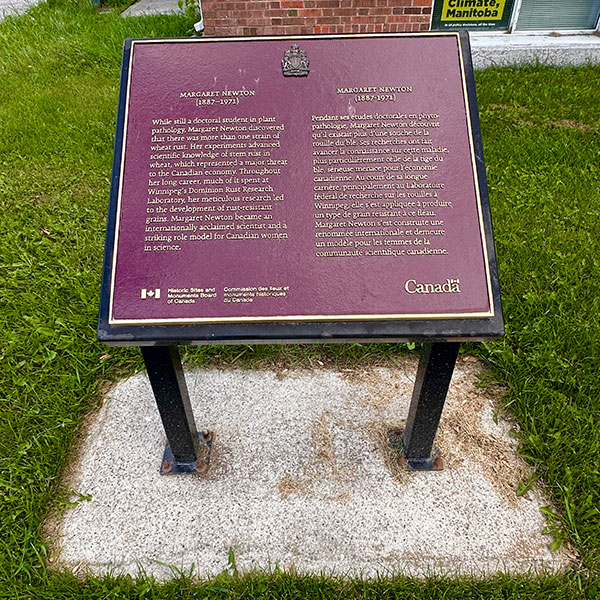 Climate,
Manitoba
MARGARET NEWTON
(1887-1971)
While still a doctoral student in plant
pathology, Margaret Newton discovered
that there was more than one strain of
wheat rust. Her experiments advanced
scientific knowledge of stem rust in
wheat, which represented a major threat
to the Canadian economy. Throughout
her long career, much of it spent at
Winnipeg's Dominion Rust Research
Laboratory, her meticulous research led
to the development of rust-resistant
grains. Margaret Newton became an
internationally acclaimed scientist and a
striking role model for Canadian women
in science.
MARGARET NEWTON
(1887-1971)
Pendant ses études doctorales en phyto-
pathologie, Margaret Newton découvrit
qu'il existait plus d'une souche de la
rouille du blé. Ses recherches ont fait
avancer la connaissance sur cette maladie,
plus particulièrement celle de la tige du
blé, sérieuse menace pour l'économie
canadienne. Au cours de sa longue
carrière, principalement au Laboratoire
fédéral de recherche sur les rouilles à
Winnipeg, elle s'est appliquée à produire
un type de grain résistant à ce fléau.
Margaret Newton s'est construite une
renommée internationale et demeure
un modèle pour les femmes de la
communauté scientifique canadienne.
Historic Sites and
Monuments Board
of Canada
Commission des lieux et
monuments historiques
du Canada
Canada